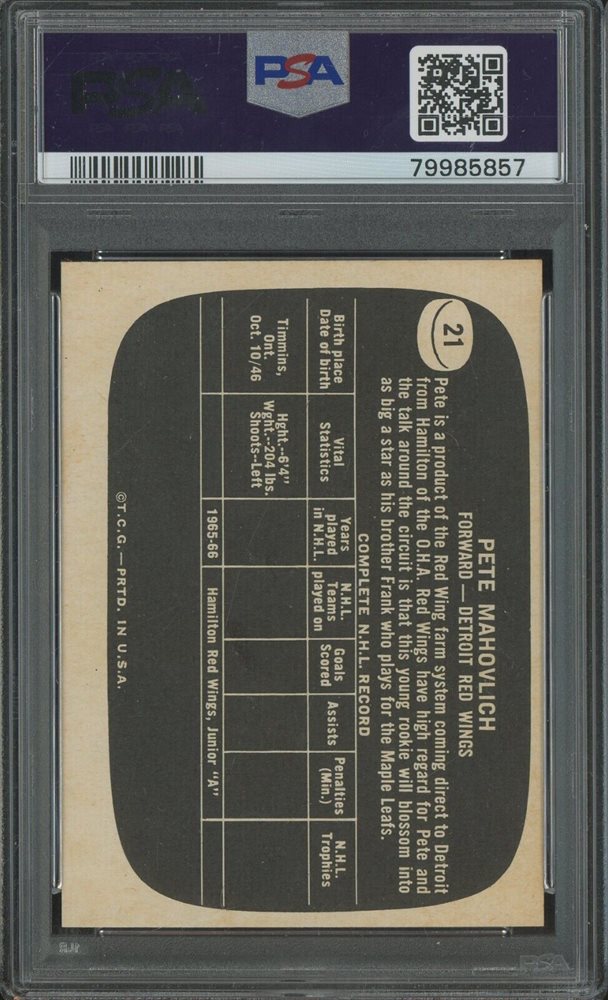 PSA
PSA
79985857
21
PETE MAHOVLICH
FORWARD — DETROIT RED WINGS
Pete is a product of the Red Wing farm system coming direct to Detroit
from Hamilton of the O.H.A. Red Wings have high regard for Pete and
the talk around the circuit is that this young rookie will blossom into
as big a star as his brother Frank who plays for the Maple Leafs.
COMPLETE N.H.L. RECORD
Birth place
Date of birth
Vital
Statistics
Years
played
in N.H.L.
N.H.L.
Teams
played on
Goals
Scored
Assists
Penalties
(Min.)
N.H.L.
Trophies
Timmins,
Ont.
Oct. 10/46
Hght.--6'4"
Wght.--204 lbs.
Shoots--Left
1965-66 Hamilton Red Wings, Junior "A"
©T.C.G.—PRTD. IN U.S.A.
PSA